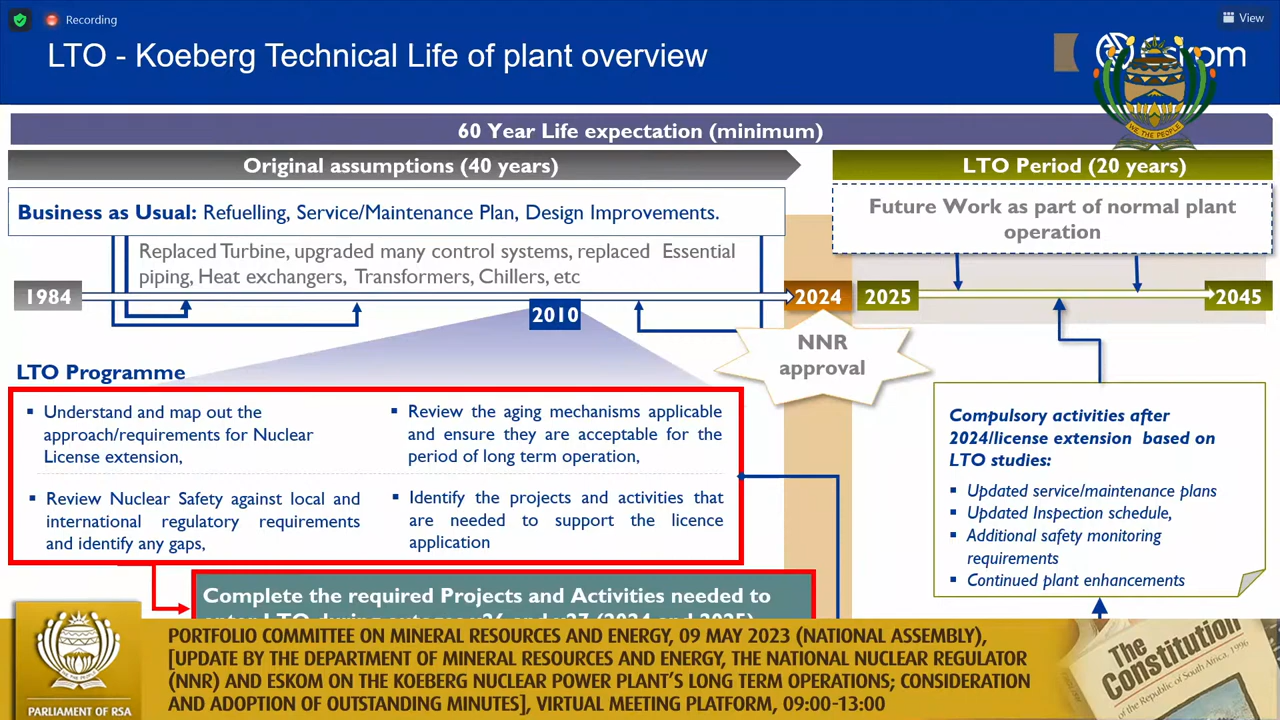 Recording
View
LTO - Koeberg Technical Life of plant overview
WE, THE PEOPLE
60 Year Life expectation (minimum)
Original assumptions (40 years)
LTO Period (20 years)
Business as Usual: Refuelling, Service/Maintenance Plan, Design Improvements.
Future Work as part of normal plant
operation
Replaced Turbine, upgraded many control systems, replaced Essential
piping, Heat exchangers, Transformers, Chillers, etc
1984
2010
2024
2025
2045
NNR
approval
LTO Programme
▪ Understand and map out the
approach/requirements for Nuclear
License extension,
▪ Review the aging mechanisms applicable
and ensure they are acceptable for the
period of long term operation,
▪ Review Nuclear Safety against local and
international regulatory requirements
and identify any gaps,
▪ Identify the projects and activities that
are needed to support the licence
application
Compulsory activities after
2024/license extension based on
LTO studies:
▪ Updated service/maintenance plans
▪ Updated Inspection schedule,
▪ Additional safety monitoring
requirements
▪ Continued plant enhancements
Complete the required Projects and Activities needed to
PORTFOLIO COMMITTEE ON MINERAL RESOURCES AND ENERGY, 09 MAY 2023 (NATIONAL ASSEMBLY),
[UPDATE BY THE DEPARTMENT OF MINERAL RESOURCES AND ENERGY, THE NATIONAL NUCLEAR REGULATOR
(NNR) AND ESKOM ON THE KOEBERG NUCLEAR POWER PLANT'S LONG TERM OPERATIONS; CONSIDERATION
AND ADOPTION OF OUTSTANDING MINUTES], VIRTUAL MEETING PLATFORM, 09:00-13:00
PARLIAMENT OF RSA
The
Constitution
of the Republic of South Africa, 1996